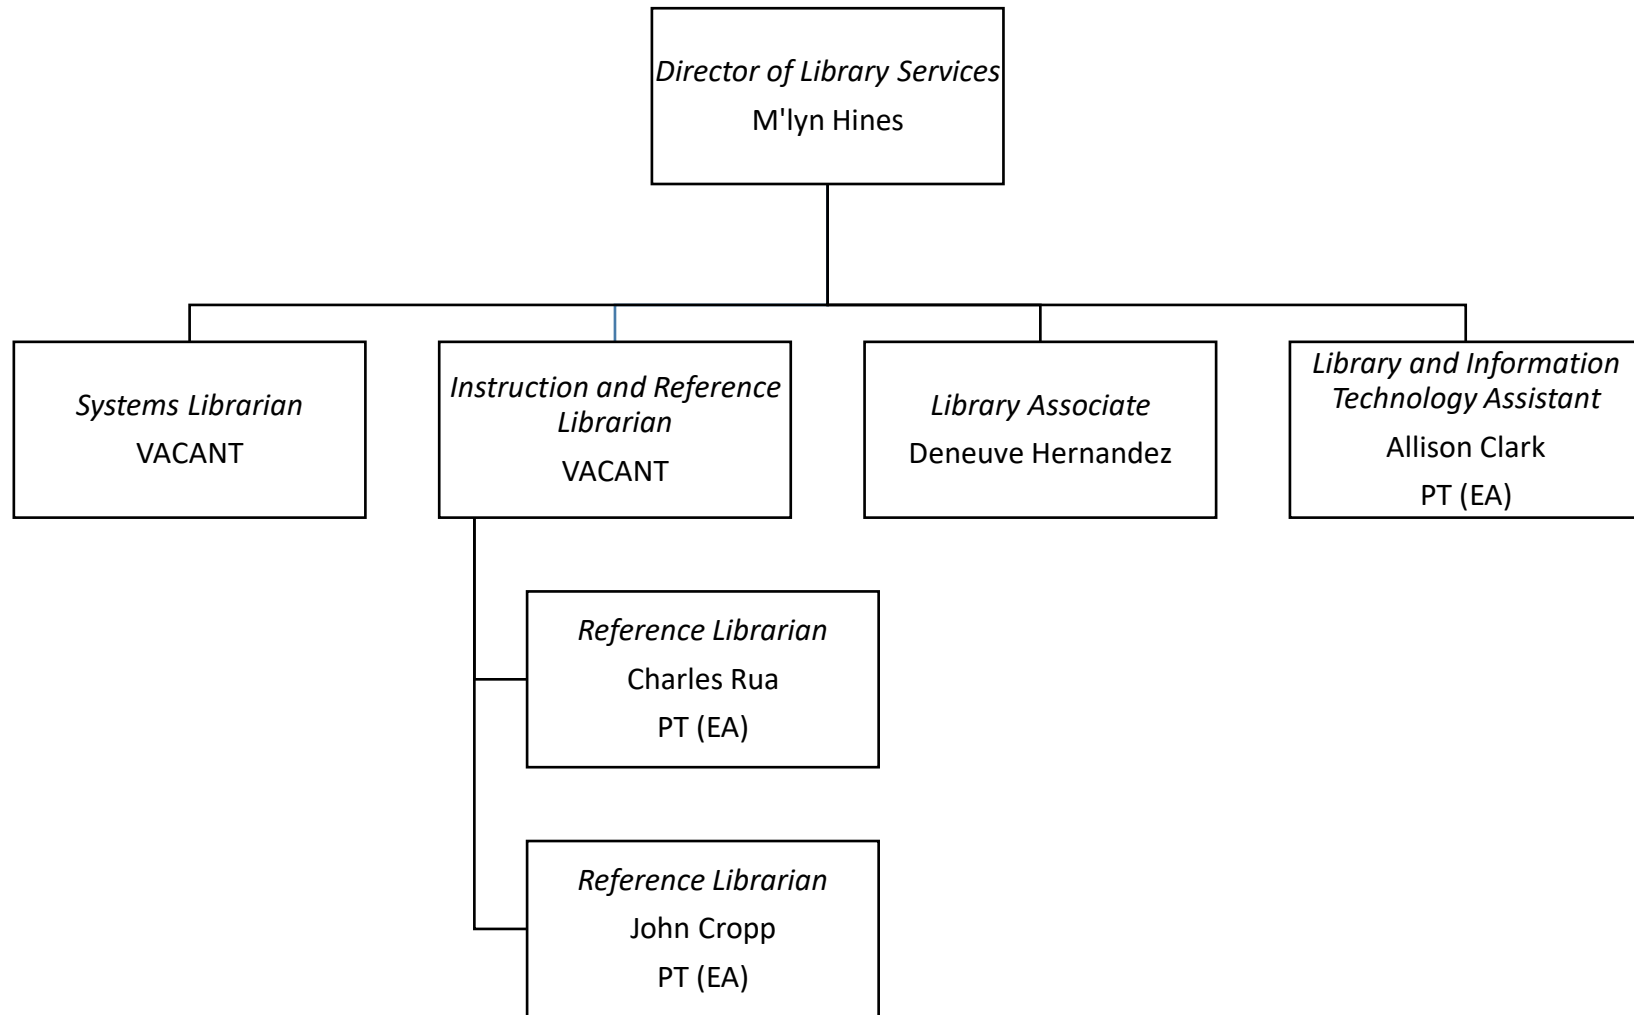 Director of Library Services
M'lyn Hines
Systems Librarian
VACANT
Instruction and Reference
Librarian
VACANT
Library Associate
Deneuve Hernandez
Library and Information
Technology Assistant
Allison Clark
PT (EA)
Reference Librarian
Charles Rua
PT (EA)
Reference Librarian
John Cropp
PT (EA)